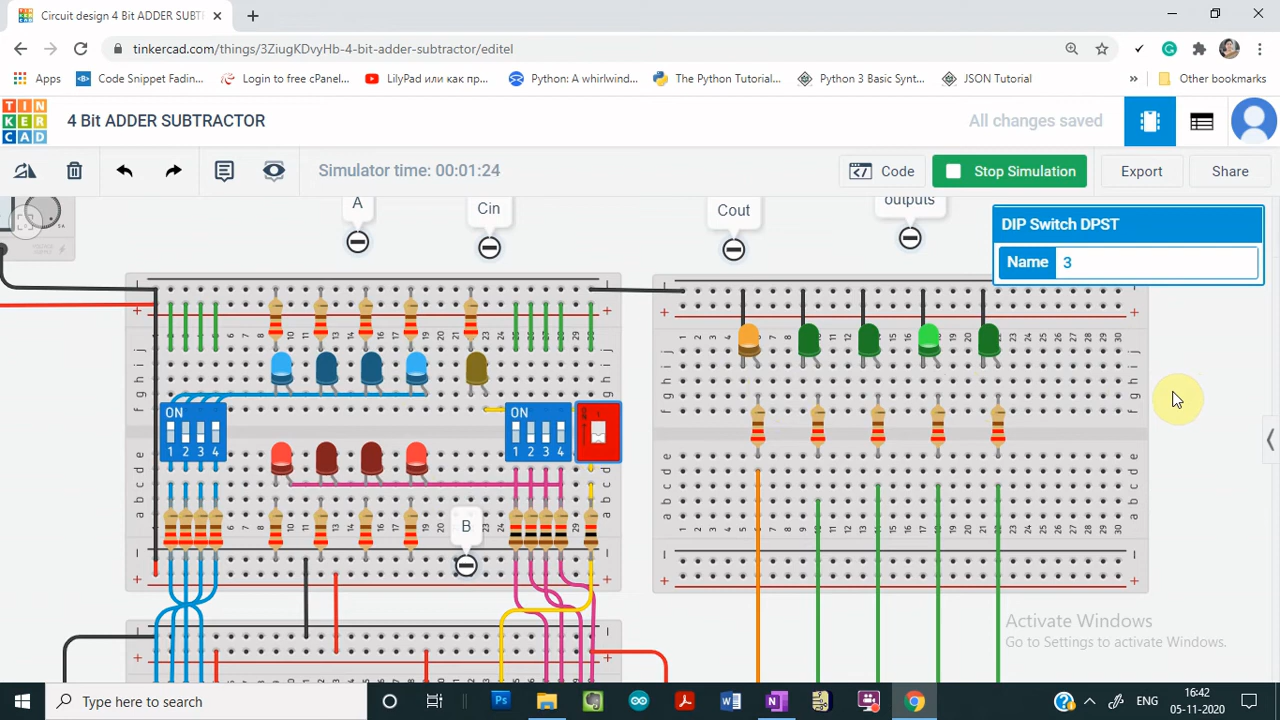 Circuit design 4 Bit ADDER SUBTR
tinkercad.com/things/3ZiugKDvyHb-4-bit-adder-subtractor/editel
Apps
Code Snippet Fadin...
Login to free cPanel...
LilyPad или как пр...
Python: A whirlwind...
The Python Tutorial...
Python 3 Basic Synt...
JSON Tutorial
»
Other bookmarks
TIN
KER
CAD
4 Bit ADDER SUBTRACTOR
All changes saved
Simulator time: 00:01:24
Code
Stop Simulation
Export
Share
A
Cin
Cout
outputs
DIP Switch DPST
Name 3
ON
1 2 3 4
ON
1 2 3 4
B
Activate Windows
Go to Settings to activate Windows.
Type here to search
ENG
16:42
05-11-2020